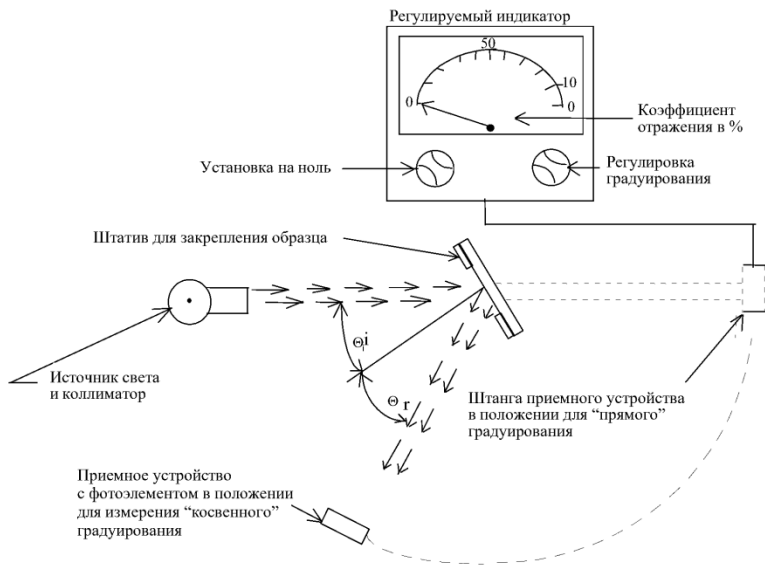 Регулируемый индикатор
50
10
0
0
Коэффициент
отражения в %
Установка на ноль
Регулировка
градуирования
Штатив для закрепления образца
Θi
Θ r
Источник света
и коллиматор
Штанга приемного устройства
в положении для “прямого”
градуирования
Приемное устройство
с фотоэлементом в положении
для измерения “косвенного”
градуирования